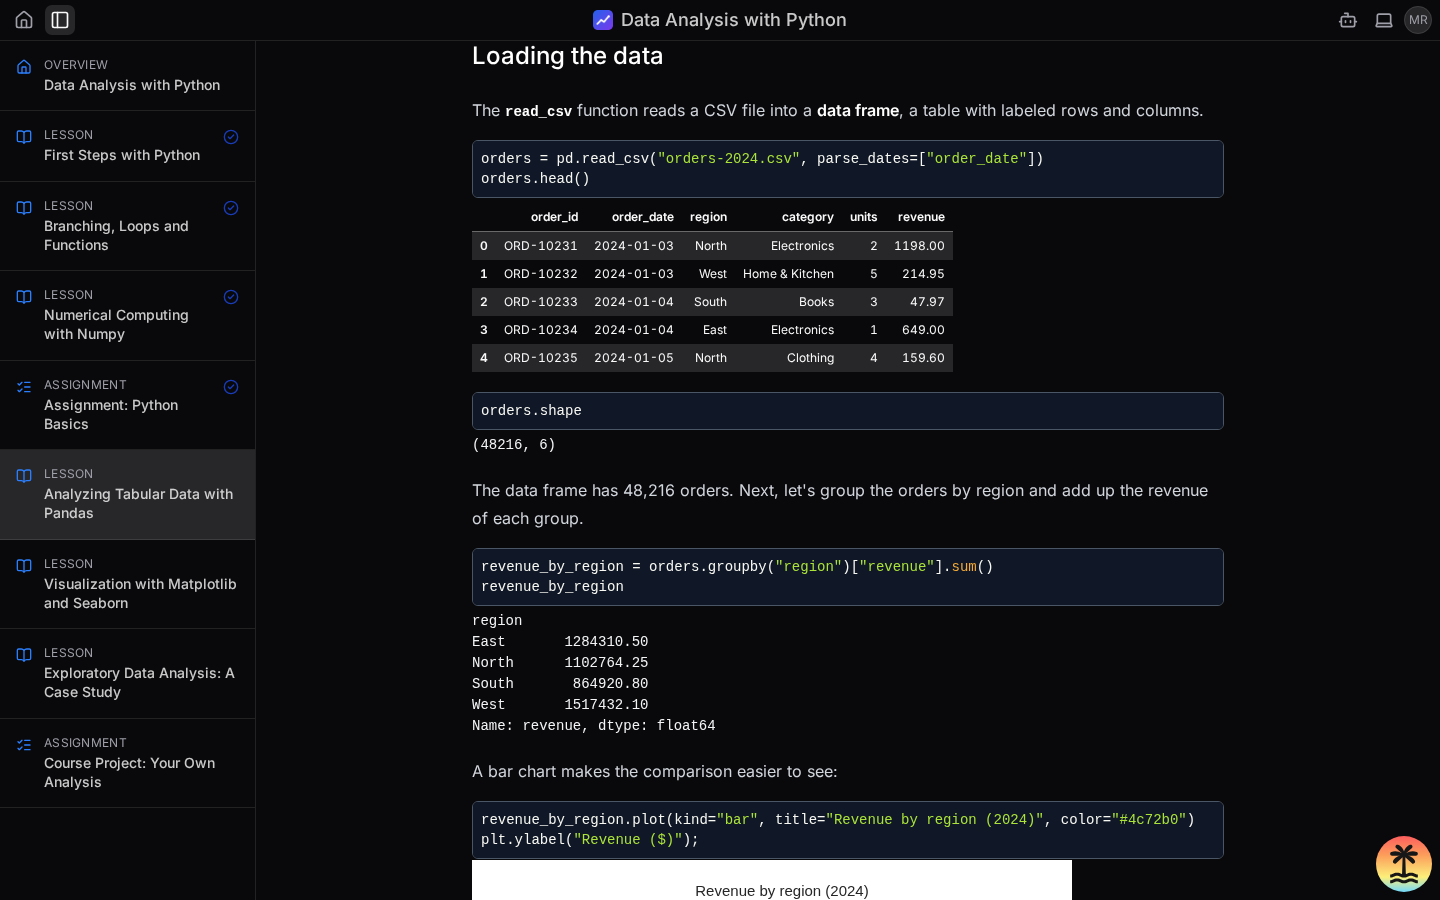 Data Analysis with Python
MR
OVERVIEW
Data Analysis with Python
LESSON
First Steps with Python
LESSON
Branching, Loops and
Functions
LESSON
Numerical Computing
with Numpy
ASSIGNMENT
Assignment: Python
Basics
LESSON
Analyzing Tabular Data with
Pandas
LESSON
Visualization with Matplotlib
and Seaborn
LESSON
Exploratory Data Analysis: A
Case Study
ASSIGNMENT
Course Project: Your Own
Analysis
Loading the data
The read_csv function reads a CSV file into a data frame, a table with labeled rows and columns.
orders = pd.read_csv("orders-2024.csv", parse_dates=["order_date"])
orders.head()
order_id order_date region category units revenue
0 ORD-10231 2024-01-03 North Electronics 2 1198.00
1 ORD-10232 2024-01-03 West Home & Kitchen 5 214.95
2 ORD-10233 2024-01-04 South Books 3 47.97
3 ORD-10234 2024-01-04 East Electronics 1 649.00
4 ORD-10235 2024-01-05 North Clothing 4 159.60
orders.shape
(48216, 6)
The data frame has 48,216 orders. Next, let's group the orders by region and add up the revenue
of each group.
revenue_by_region = orders.groupby("region")["revenue"].sum()
revenue_by_region
region
East 1284310.50
North 1102764.25
South 864920.80
West 1517432.10
Name: revenue, dtype: float64
A bar chart makes the comparison easier to see:
revenue_by_region.plot(kind="bar", title="Revenue by region (2024)", color="#4c72b0")
plt.ylabel("Revenue ($)");
Revenue by region (2024)